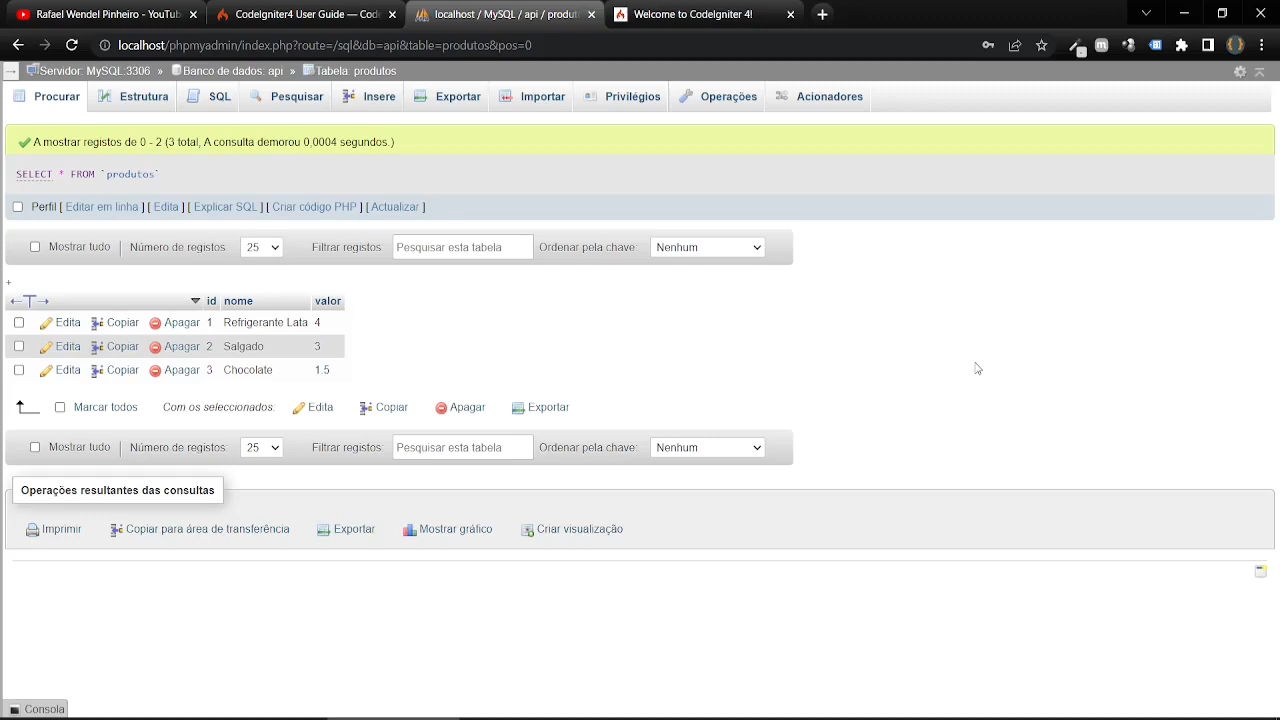 Rafael Wendel Pinheiro - YouTub
CodeIgniter4 User Guide — Code
localhost / MySQL / api / produto
Welcome to CodeIgniter 4!
localhost/phpmyadmin/index.php?route=/sql&db=api&table=produtos&pos=0
Servidor: MySQL:3306 » Banco de dados: api » Tabela: produtos
Procurar Estrutura SQL Pesquisar Insere Exportar Importar Privilégios Operações Acionadores
A mostrar registos de 0 - 2 (3 total, A consulta demorou 0,0004 segundos.)
SELECT * FROM `produtos`
Perfil [ Editar em linha ] [ Edita ] [ Explicar SQL ] [ Criar código PHP ] [ Actualizar ]
Mostrar tudo | Número de registos: 25 Filtrar registos: Pesquisar esta tabela Ordenar pela chave: Nenhum
+
←T→ id nome valor
Edita Copiar Apagar 1 Refrigerante Lata 4
Edita Copiar Apagar 2 Salgado 3
Edita Copiar Apagar 3 Chocolate 1.5
Marcar todos Com os seleccionados: Edita Copiar Apagar Exportar
Mostrar tudo | Número de registos: 25 Filtrar registos: Pesquisar esta tabela Ordenar pela chave: Nenhum
Operações resultantes das consultas
Imprimir Copiar para área de transferência Exportar Mostrar gráfico Criar visualização
Consola